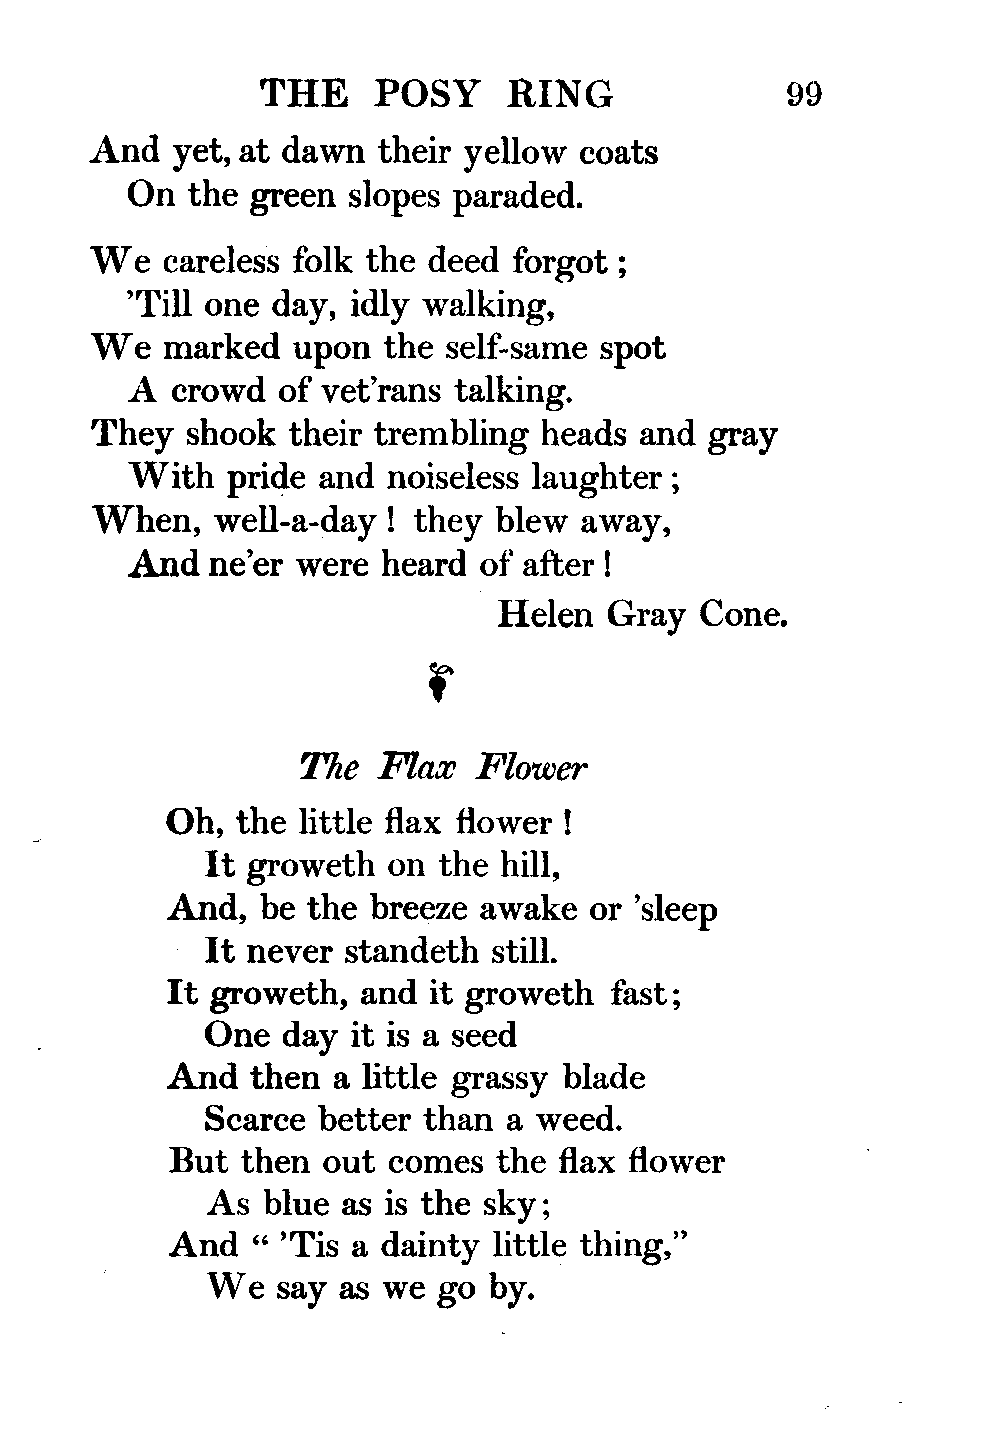 THE POSY RING 99
And yet, at dawn their yellow coats
On the green slopes paraded.
We careless folk the deed forgot ;
’Till one day, idly walking,
We marked upon the self-same spot
A crowd of vet’rans talking.
They shook their trembling heads and gray
With pride and noiseless laughter ;
When, well-a-day ! they blew away,
And ne’er were heard of after !
Helen Gray Cone.
The Flax Flower
Oh, the little flax flower !
It groweth on the hill,
And, be the breeze awake or ’sleep
It never standeth still.
It groweth, and it groweth fast;
One day it is a seed
And then a little grassy blade
Scarce better than a weed.
But then out comes the flax flower
As blue as is the sky;
And “ ’Tis a dainty little thing,”
We say as we go by.